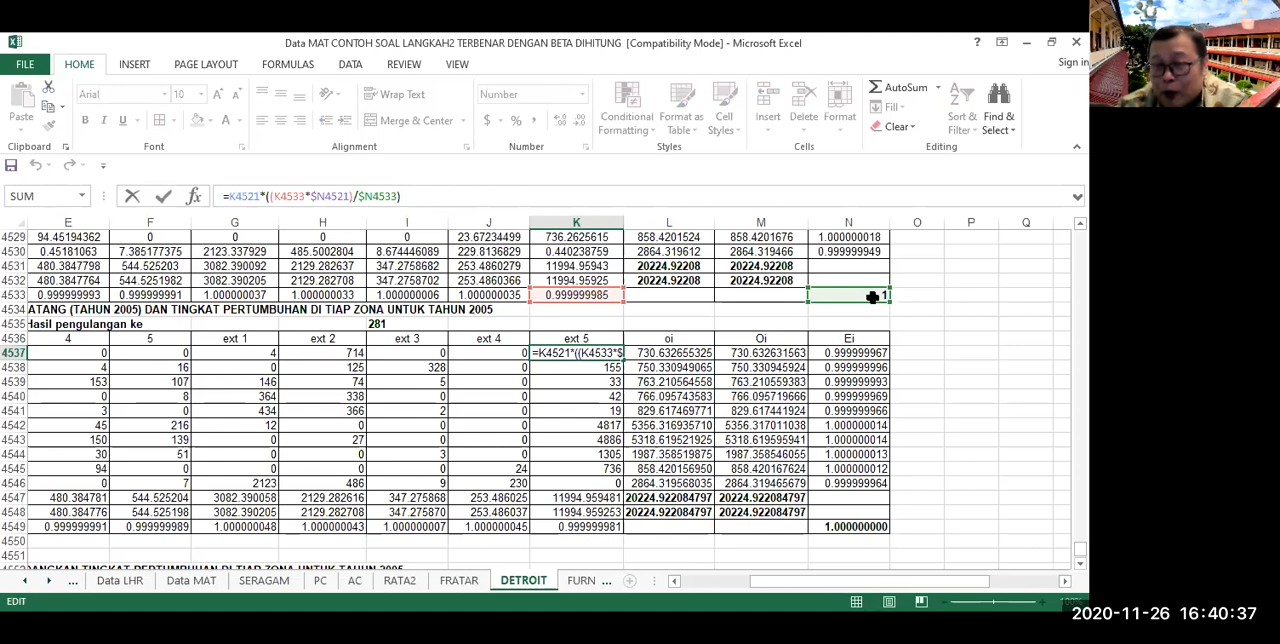 Data MAT CONTOH SOAL LANGKAH2 TERBENAR DENGAN BETA DIHITUNG [Compatibility Mode] - Microsoft Excel
FILE HOME INSERT PAGE LAYOUT FORMULAS DATA REVIEW VIEW Sign in
Arial 10 Wrap Text Number AutoSum
Paste Conditional Format as Cell Insert Delete Format Fill Sort & Find &
B I U Merge & Center $ % Formatting Table Styles Clear Filter Select
Clipboard Font Alignment Number Styles Cells Editing
SUM =K4521*((K4533*$N4521)/$N4533)
E F G H I J K L M N O P Q
4529 94.45194362 0 0 0 0 23.67234499 736.2625615 858.4201524 858.4201676 1.000000018
4530 0.45181063 7.385177375 2123.337929 485.5002804 8.674446089 229.8136829 0.440238759 2864.319612 2864.319466 0.999999949
4531 480.3847798 544.525203 3082.390092 2129.282637 347.2758682 253.4860279 11994.95943 20224.92208 20224.92208
4532 480.3847764 544.5251982 3082.390205 2129.282708 347.2758702 253.4860366 11994.95925 20224.92208 20224.92208
4533 0.999999993 0.999999991 1.000000037 1.000000033 1.000000006 1.000000035 0.999999985 1
4534 ATANG (TAHUN 2005) DAN TINGKAT PERTUMBUHAN DI TIAP ZONA UNTUK TAHUN 2005
4535 Hasil pengulangan ke 281
4536 4 5 ext 1 ext 2 ext 3 ext 4 ext 5 oi Oi Ei
4537 0 0 4 714 0 0 =K4521*((K4533*$ 730.632655325 730.632631563 0.999999967
4538 4 16 0 125 328 0 155 750.330949065 750.330945924 0.999999996
4539 153 107 146 74 5 0 33 763.210564558 763.210559383 0.999999993
4540 0 8 364 338 0 0 42 766.095743583 766.095719666 0.999999969
4541 3 0 434 366 2 0 19 829.617469771 829.617441924 0.999999966
4542 45 216 12 0 0 0 4817 5356.316935710 5356.317011038 1.000000014
4543 150 139 0 27 0 0 4886 5318.619521925 5318.619595941 1.000000014
4544 30 51 0 0 3 0 1305 1987.358519875 1987.358546055 1.000000013
4545 94 0 0 0 0 24 736 858.420156950 858.420167624 1.000000012
4546 0 7 2123 486 9 230 0 2864.319568035 2864.319465676 0.999999964
4547 480.384781 544.525204 3082.390058 2129.282616 347.275868 253.486025 11994.959481 20224.922084797 20224.922084797
4548 480.384776 544.525198 3082.390205 2129.282708 347.275870 253.486037 11994.959253 20224.922084797 20224.922084797
4549 0.999999991 0.999999989 1.000000048 1.000000043 1.000000007 1.000000045 0.999999981 1.000000000
4550
4551
... Data LHR Data MAT SERAGAM PC AC RATA2 FRATAR DETROIT FURN ...
EDIT
2020-11-26 16:40:37